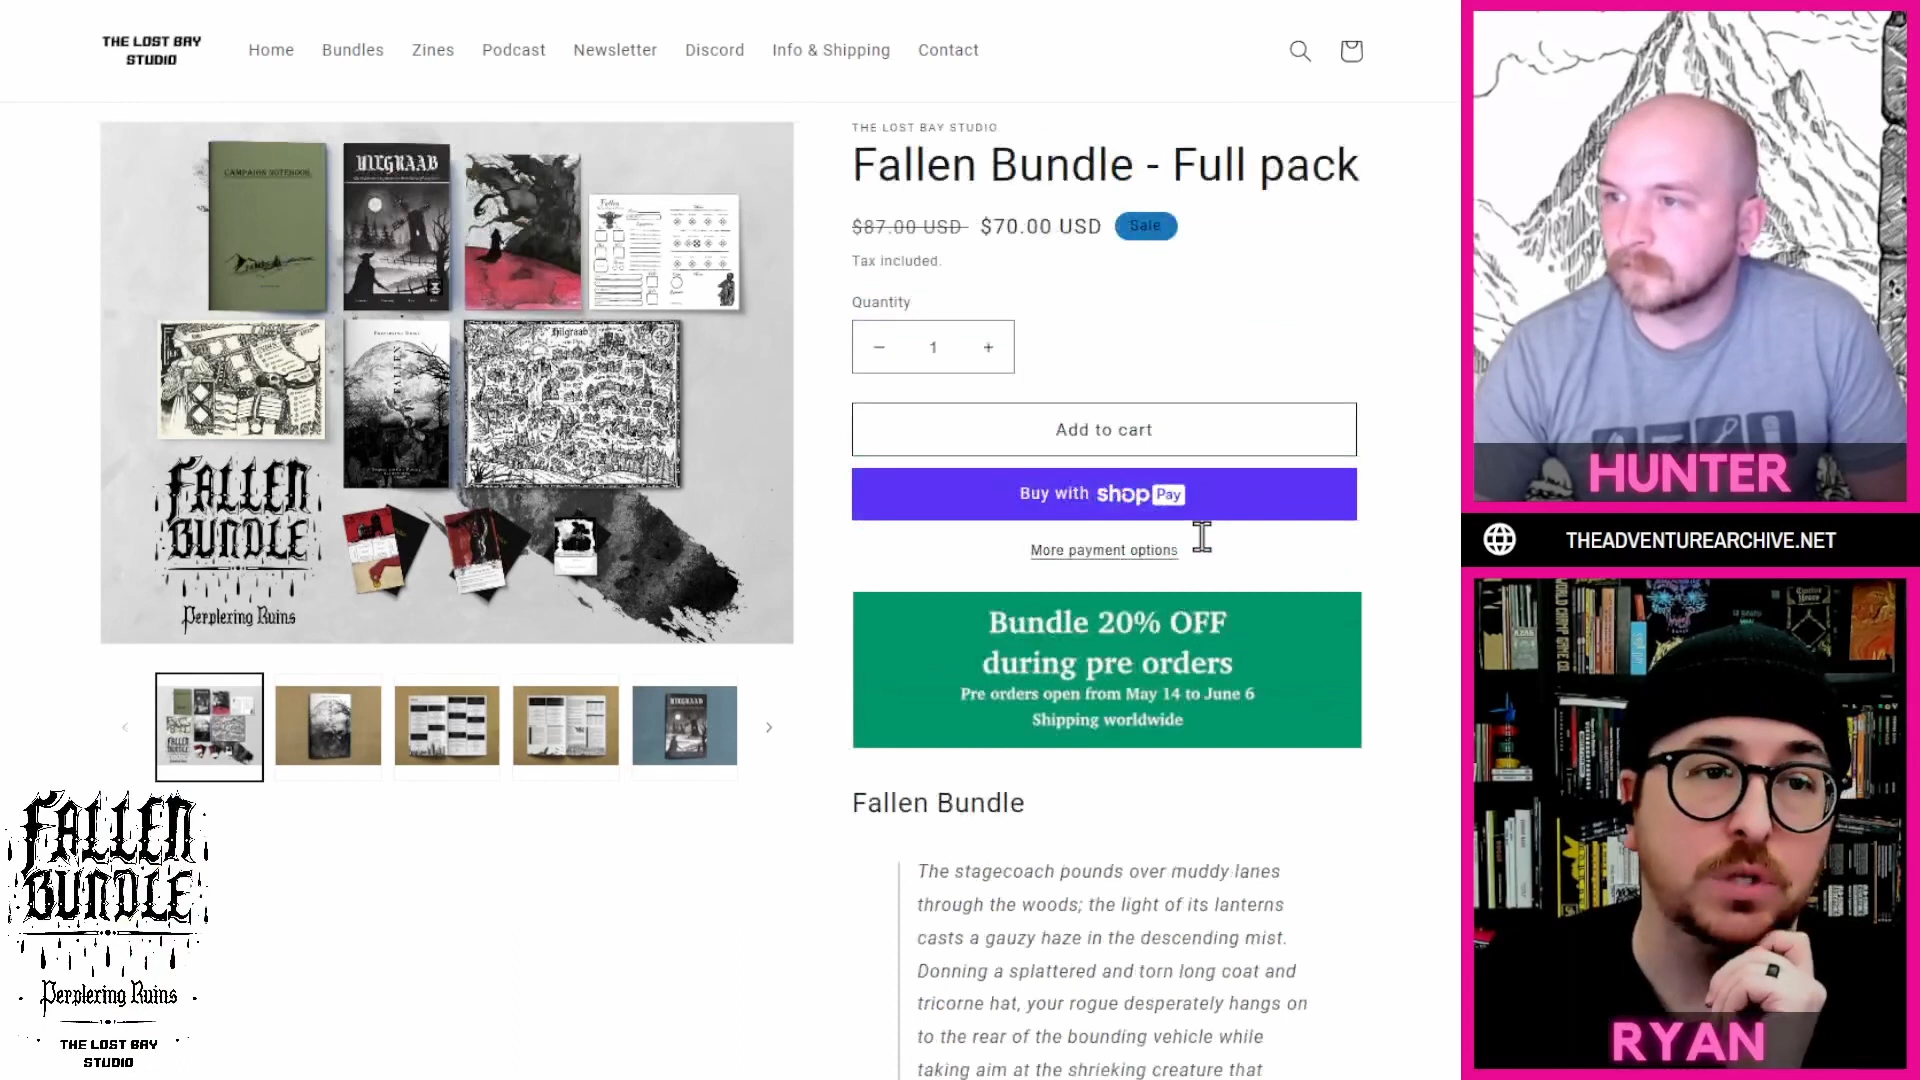 THE LOST BAY
STUDIO
Home Bundles Zines Podcast Newsletter Discord Info & Shipping Contact
CAMPAIGN NOTEBOOK
Hilgraab
FALLEN
FALLEN
BUNDLE
Perplexing Ruins
THE LOST BAY STUDIO
Fallen Bundle - Full pack
$87.00 USD $70.00 USD Sale
Tax included.
Quantity
− 1 +
Add to cart
Buy with shop Pay
More payment options
Bundle 20% OFF
during pre orders
Pre orders open from May 14 to June 6
Shipping worldwide
Fallen Bundle
The stagecoach pounds over muddy lanes
through the woods; the light of its lanterns
casts a gauzy haze in the descending mist.
Donning a splattered and torn long coat and
tricorne hat, your rogue desperately hangs on
to the rear of the bounding vehicle while
taking aim at the shrieking creature that
FALLEN
BUNDLE
Perplexing Ruins
THE LOST BAY
STUDIO
HUNTER
THEADVENTUREARCHIVE.NET
RYAN